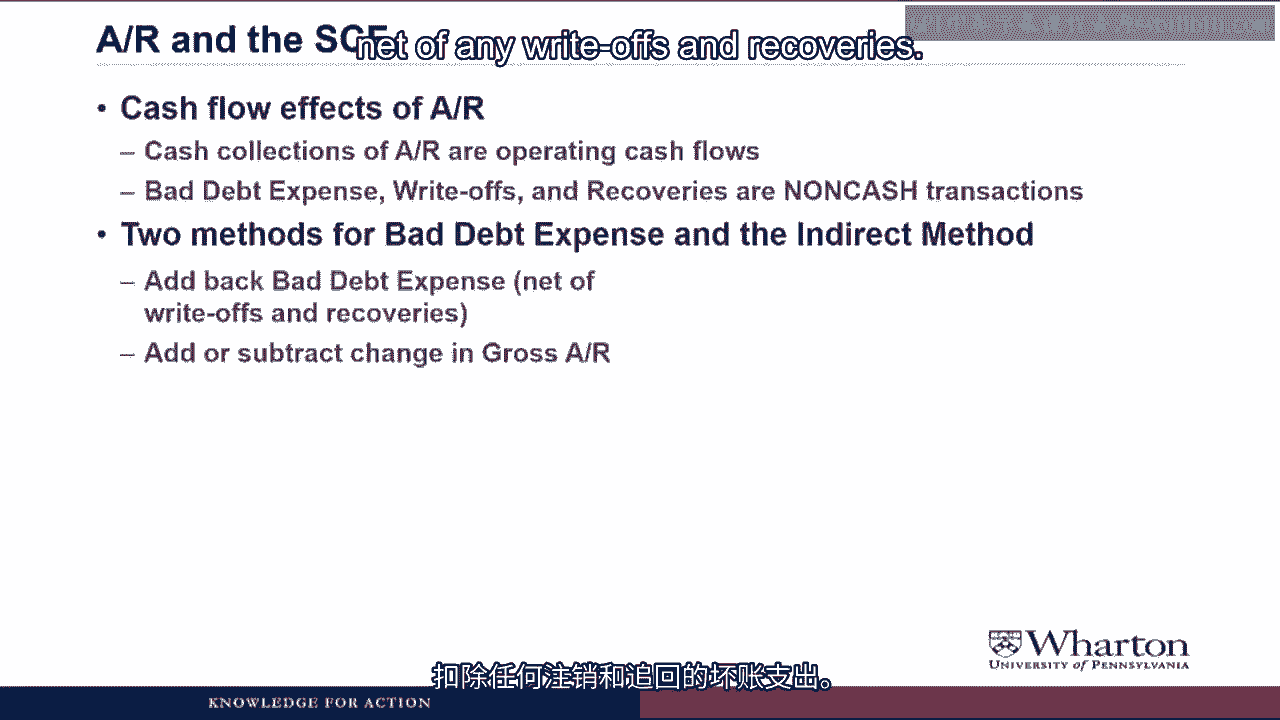 A/R and the SCF
net of any write-offs and recoveries.
• Cash flow effects of A/R
– Cash collections of A/R are operating cash flows
– Bad Debt Expense, Write-offs, and Recoveries are NONCASH transactions
• Two methods for Bad Debt Expense and the Indirect Method
– Add back Bad Debt Expense (net of
write-offs and recoveries)
– Add or subtract change in Gross A/R
Wharton
UNIVERSITY of PENNSYLVANIA
扣除任何注销和追回的坏账支出。
KNOWLEDGE FOR ACTION